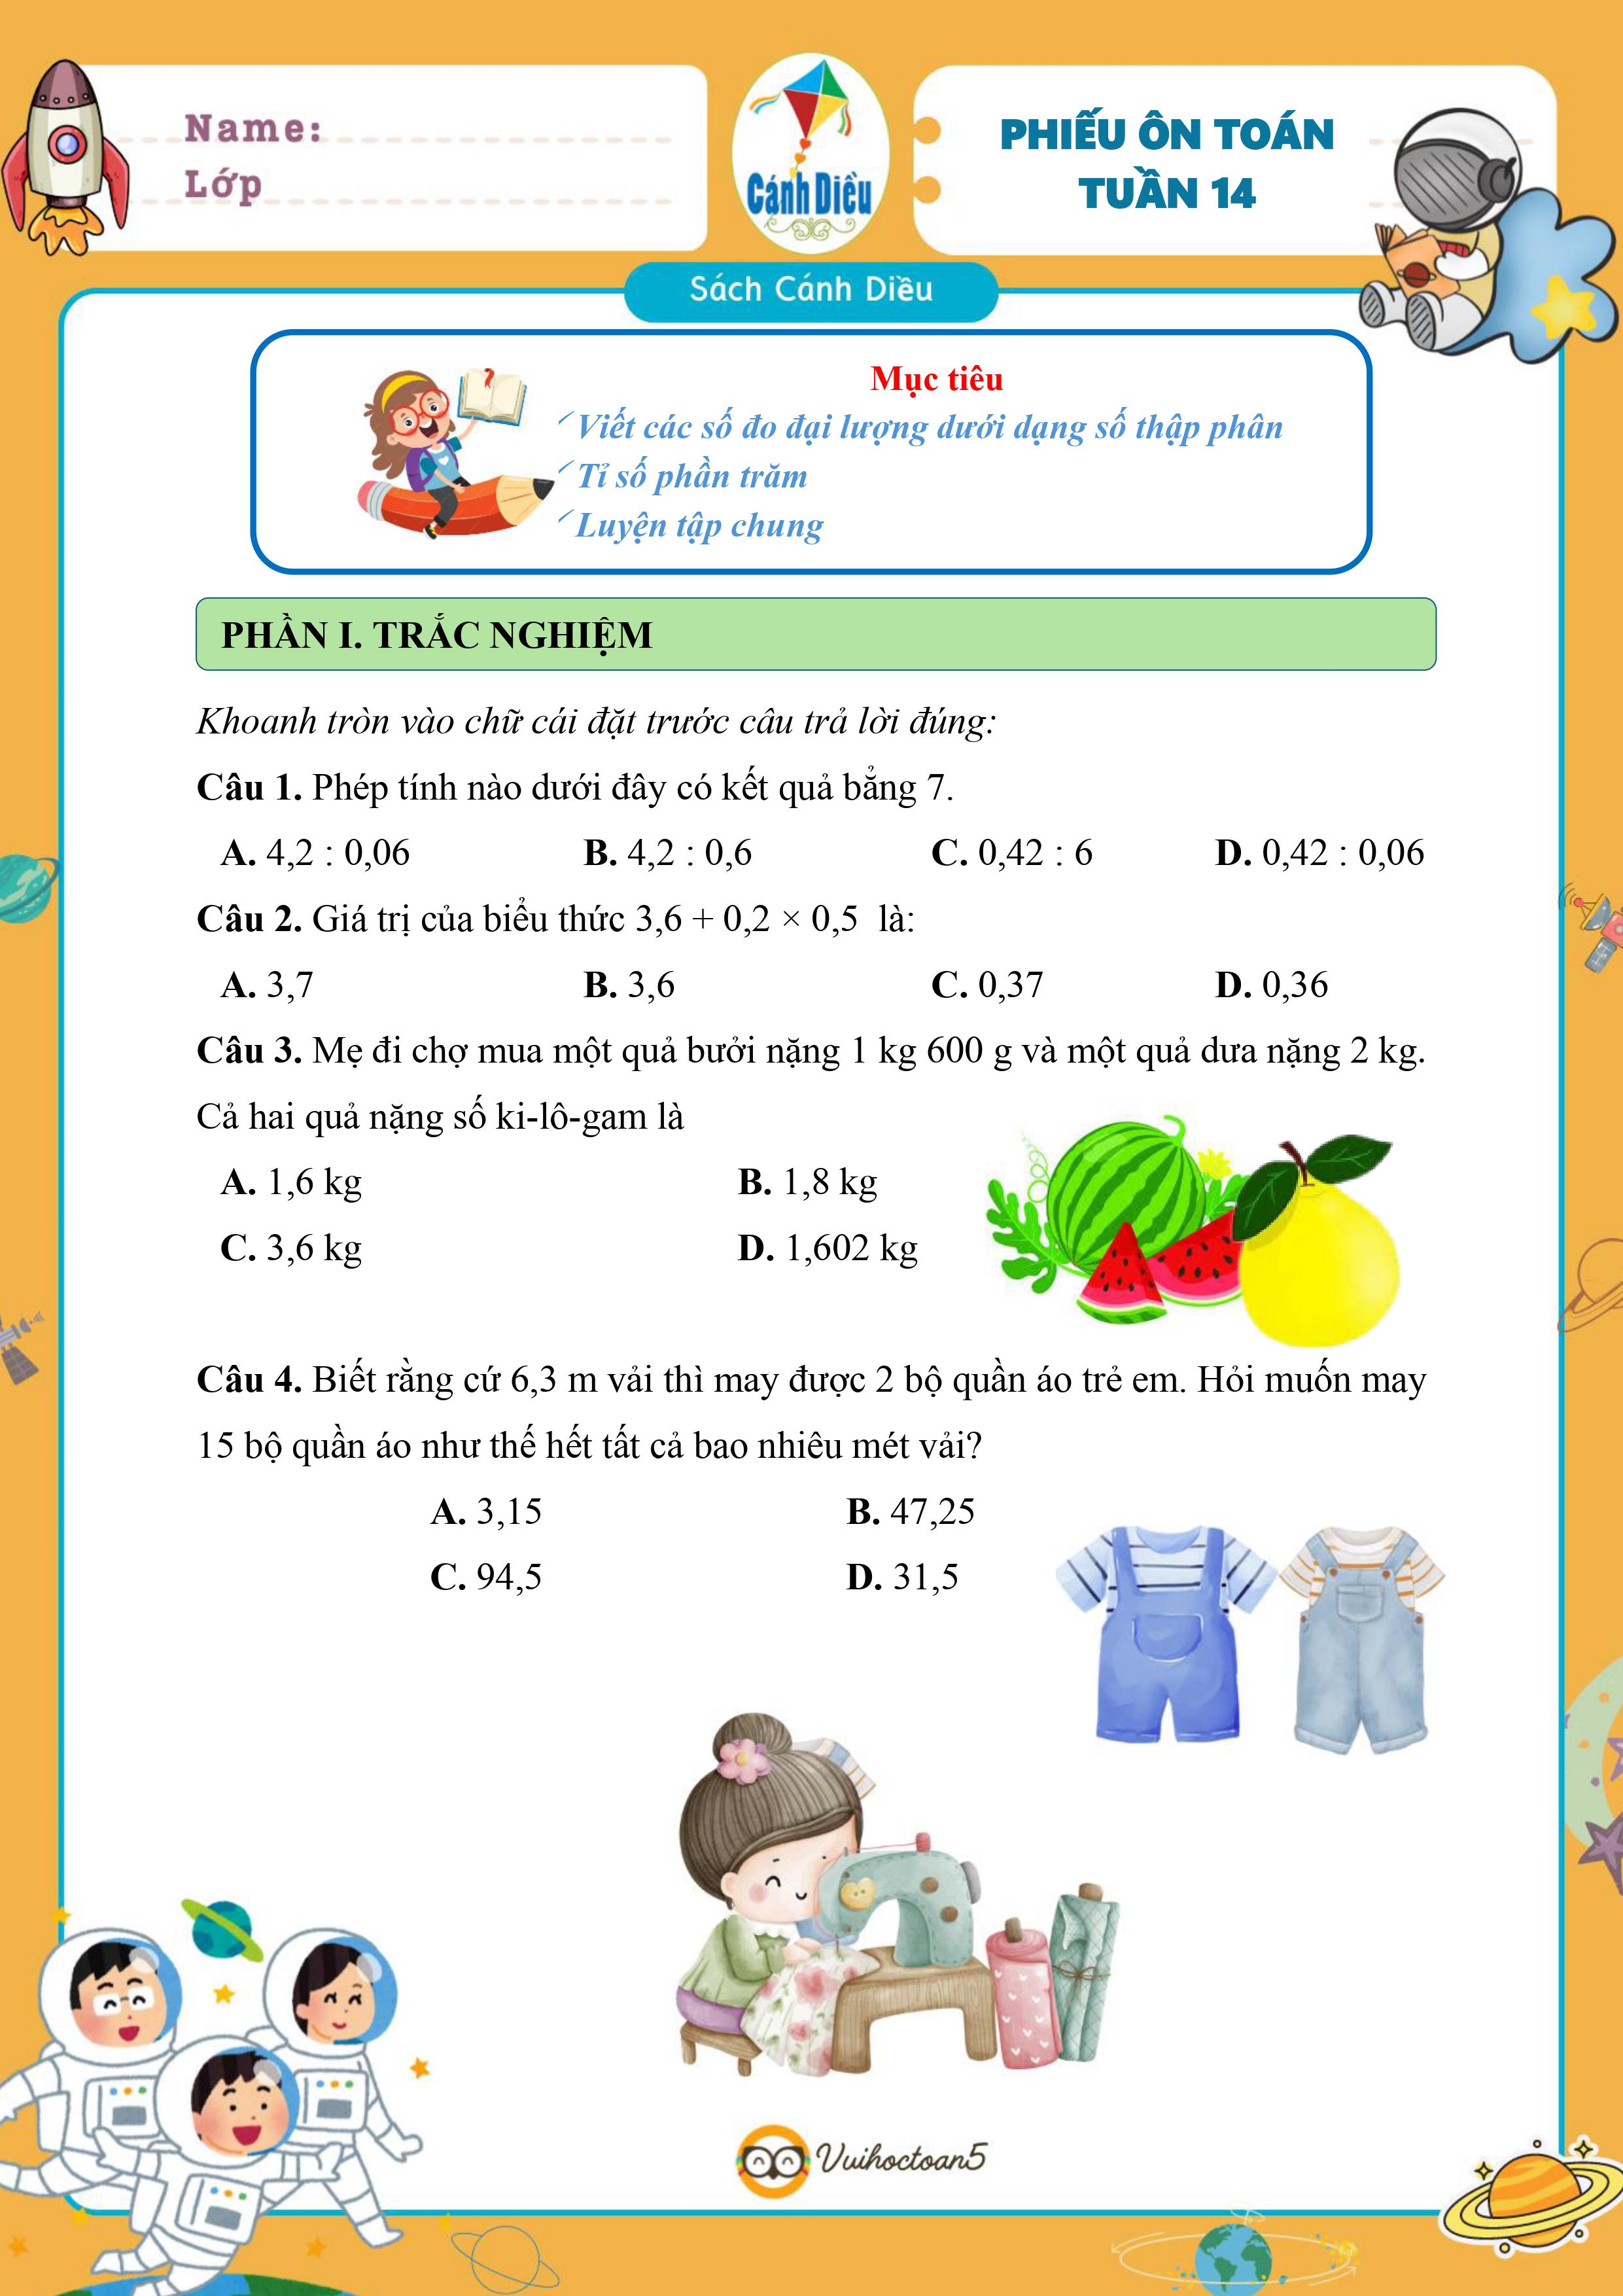 Name:
Lớp
Cánh Diều
PHIẾU ÔN TOÁN
TUẦN 14
Sách Cánh Diều
Mục tiêu
Viết các số đo đại lượng dưới dạng số thập phân
Tỉ số phần trăm
Luyện tập chung
PHẦN I. TRẮC NGHIỆM
Khoanh tròn vào chữ cái đặt trước câu trả lời đúng:
Câu 1. Phép tính nào dưới đây có kết quả bẳng 7.
A. 4,2 : 0,06 B. 4,2 : 0,6 C. 0,42 : 6 D. 0,42 : 0,06
Câu 2. Giá trị của biểu thức 3,6 + 0,2 × 0,5 là:
A. 3,7 B. 3,6 C. 0,37 D. 0,36
Câu 3. Mẹ đi chợ mua một quả bưởi nặng 1 kg 600 g và một quả dưa nặng 2 kg.
Cả hai quả nặng số ki-lô-gam là
A. 1,6 kg B. 1,8 kg
C. 3,6 kg D. 1,602 kg
Câu 4. Biết rằng cứ 6,3 m vải thì may được 2 bộ quần áo trẻ em. Hỏi muốn may
15 bộ quần áo như thế hết tất cả bao nhiêu mét vải?
A. 3,15 B. 47,25
C. 94,5 D. 31,5
Vuihoctoan5